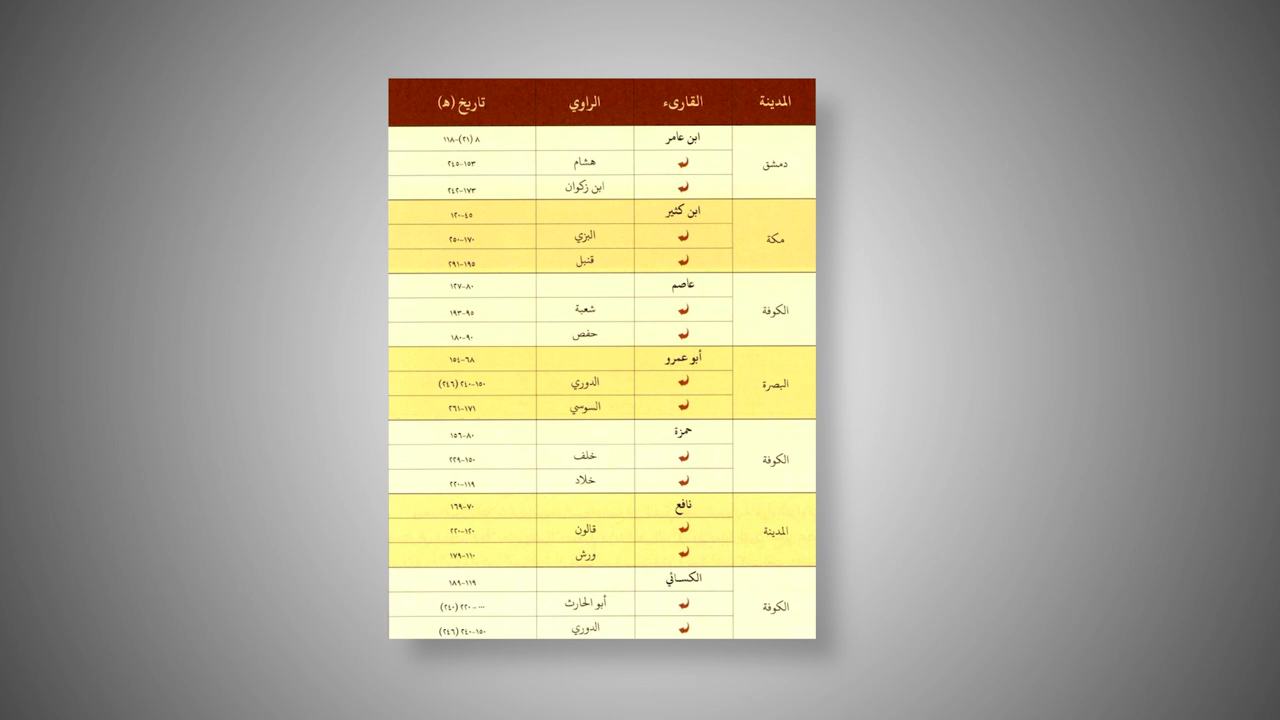 المدينة القارىء الراوي تاريخ (ه)
دمشق
ابن عامر ٨ (٢١)-١١٨
هشام ١٥٣-٢٤٥
ابن زكوان ١٧٣-٢٤٢
مكة
ابن كثير ٤٥-١٢٠
البزي ١٧٠-٢٥٠
قنبل ١٩٥-٢٩١
الكوفة
عاصم ٨٠-١٢٧
شعبة ٩٥-١٩٣
حفص ٩٠-١٨٠
البصرة
أبو عمرو ٦٨-١٥٤
الدوري ١٥٠-٢٤٠ (٢٤٦)
السوسي ١٧١-٢٦١
الكوفة
حمزة ٨٠-١٥٦
خلف ١٥٠-٢٢٩
خلاد ١١٩-٢٢٠
المدينة
نافع ٧٠-١٦٩
قالون ١٢٠-٢٢٠
ورش ١١٠-١٧٩
الكوفة
الكسائي ١١٩-١٨٩
أبو الحارث ...-٢٢٠ (٢٤٠)
الدوري ١٥٠-٢٤٠ (٢٤٦)